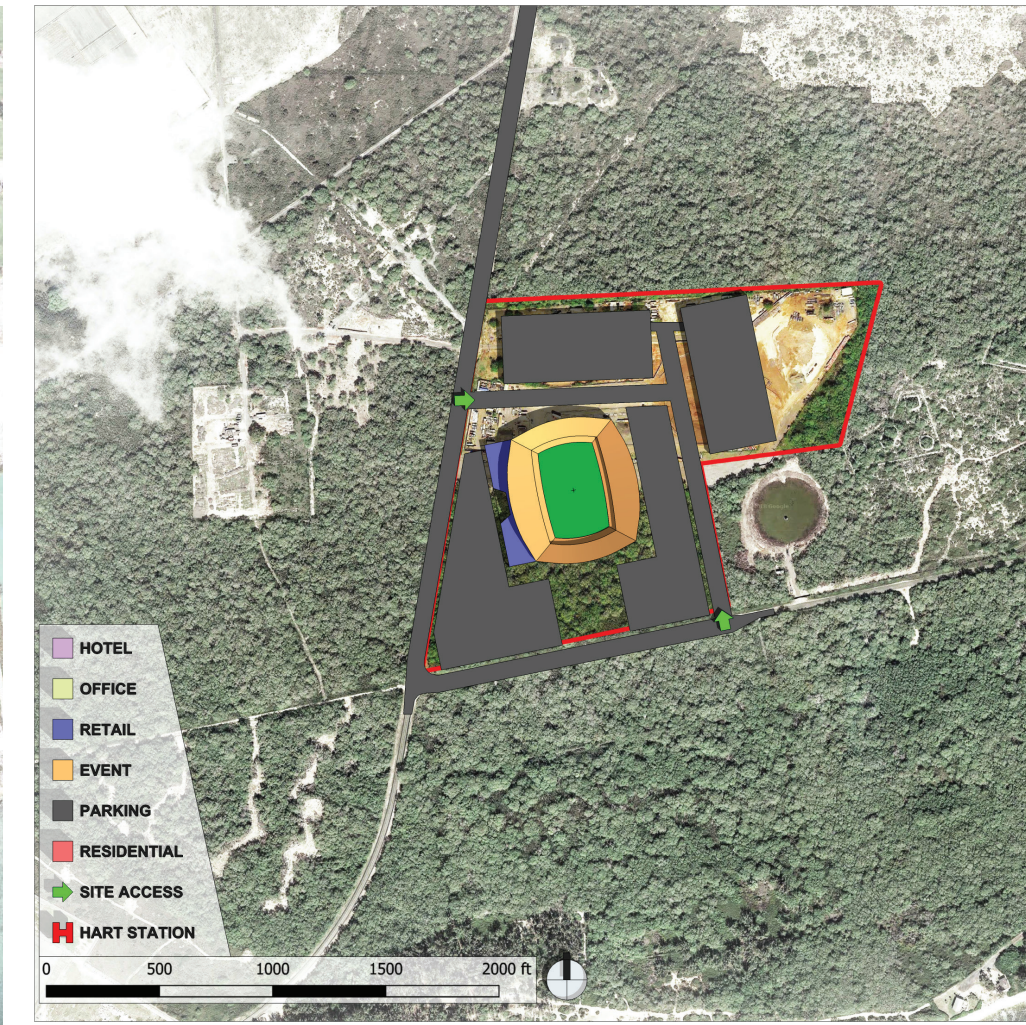 HOTEL
OFFICE
RETAIL
EVENT
PARKING
RESIDENTIAL
SITE ACCESS
HART STATION
0 500 1000 1500 2000 ft